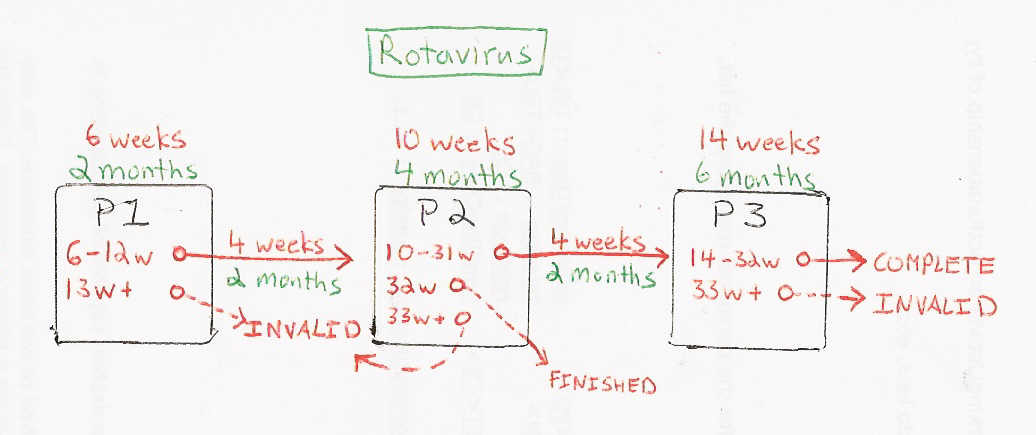 Rotavirus
6 weeks
2 months
P1
6-12w
13w+
4 weeks
2 months
INVALID
10 weeks
4 months
P2
10-31w
32w
33w+
4 weeks
2 months
FINISHED
14 weeks
6 months
P3
14-32w
33w+
COMPLETE
INVALID